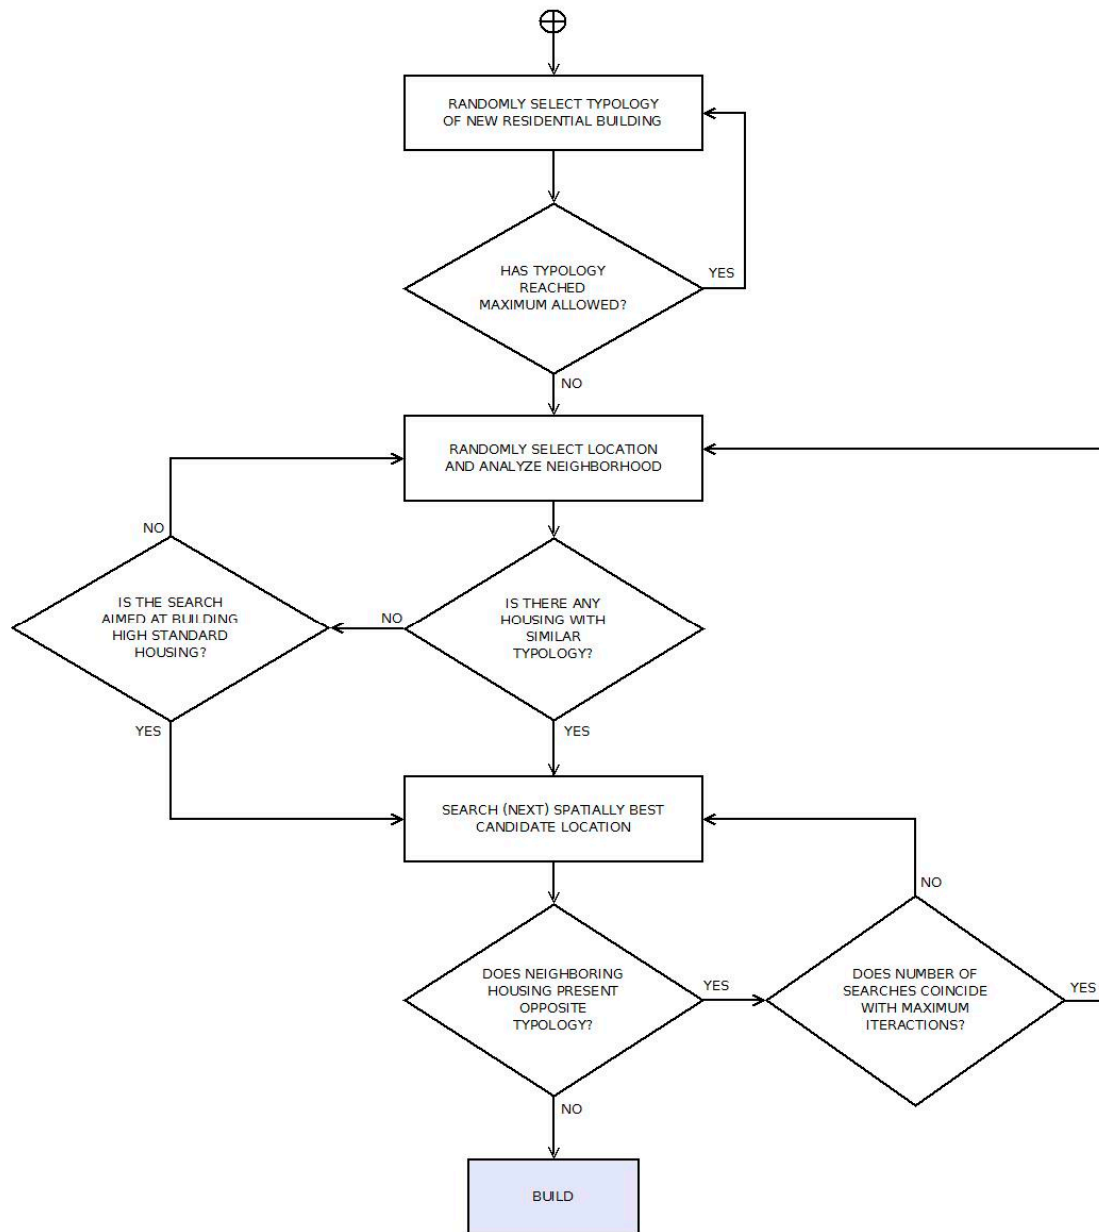 RANDOMLY SELECT TYPOLOGY
OF NEW RESIDENTIAL BUILDING
HAS TYPOLOGY
REACHED
MAXIMUM ALLOWED?
YES
NO
RANDOMLY SELECT LOCATION
AND ANALYZE NEIGHBORHOOD
NO
IS THE SEARCH
AIMED AT BUILDING
HIGH STANDARD
HOUSING?
NO
IS THERE ANY
HOUSING WITH
SIMILAR
TYPOLOGY?
YES
YES
SEARCH (NEXT) SPATIALLY BEST
CANDIDATE LOCATION
NO
DOES NEIGHBORING
HOUSING PRESENT
OPPOSITE
TYPOLOGY?
YES
DOES NUMBER OF
SEARCHES COINCIDE
WITH MAXIMUM
ITERACTIONS?
YES
NO
BUILD